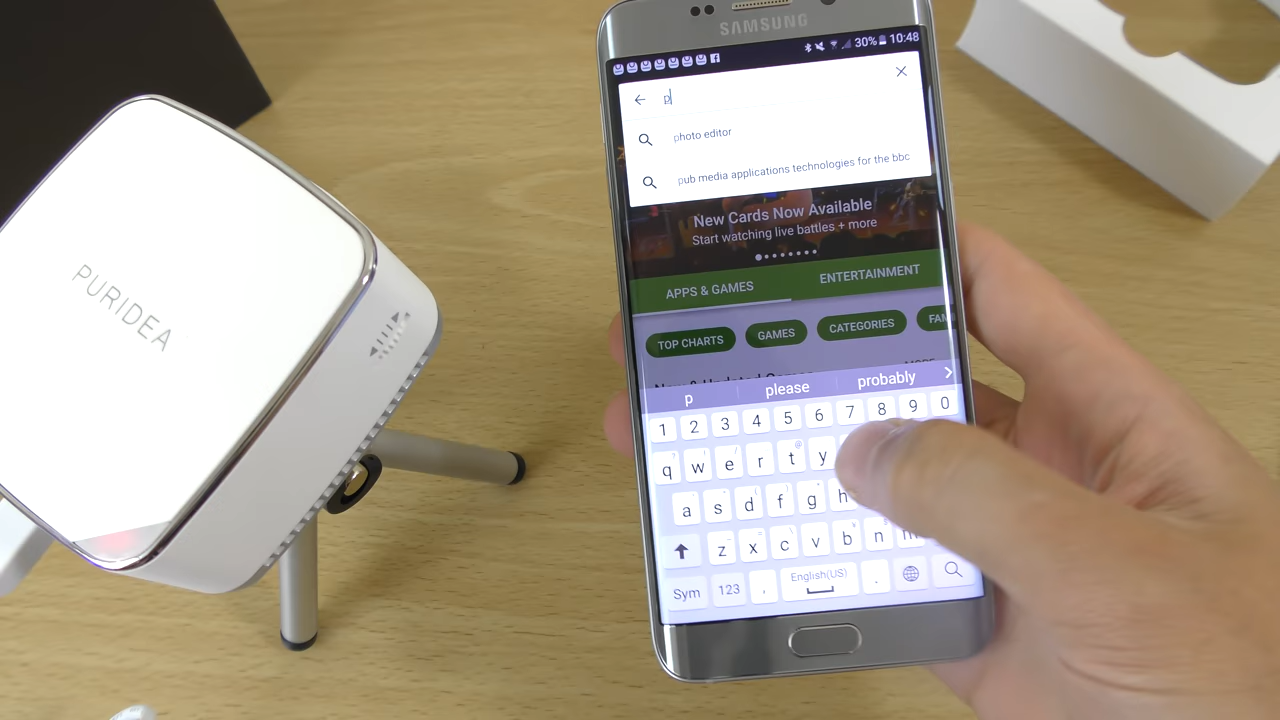 SAMSUNG
30% 10:48
p
photo editor
pub media applications technologies for the bbc
New Cards Now Available
Start watching live battles + more
APPS & GAMES ENTERTAINMENT
TOP CHARTS GAMES CATEGORIES FAM
p please probably
1 2 3 4 5 6 7 8 9 0
q w e r t y
a s d f g h
z x c v b n m
Sym 123 , English(US) .
PURIDEA